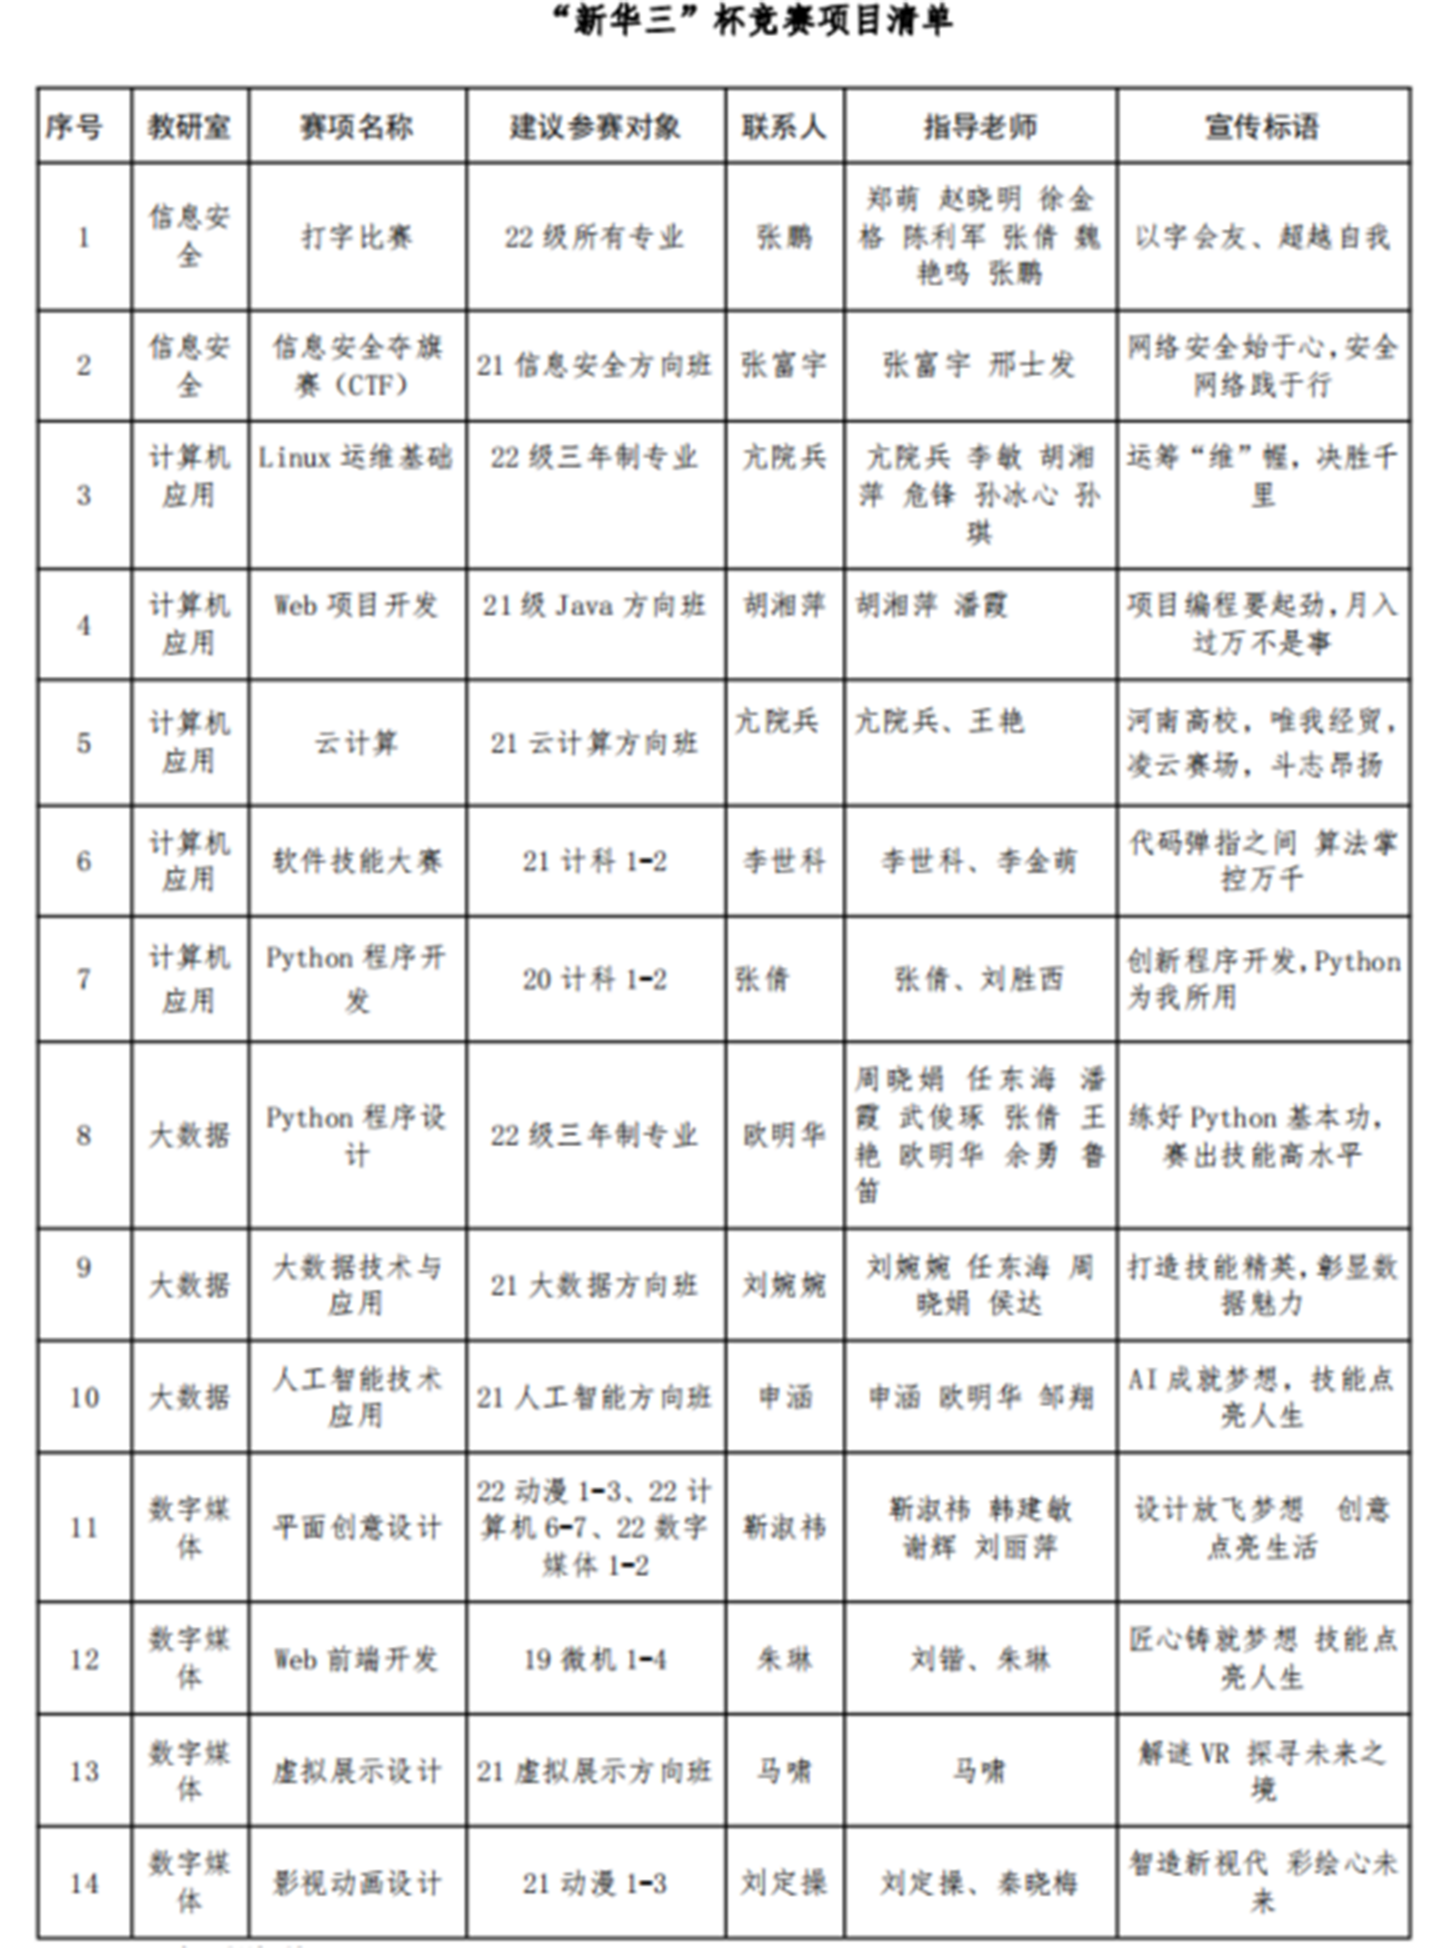 “新华三”杯竞赛项目清单
序号 教研室 赛项名称 建议参赛对象 联系人 指导老师 宣传标语
1 信息安全 打字比赛 22 级所有专业 张鹏 郑萌 赵晓明 徐金格 陈利军 张倩 魏艳鸣 张鹏 以字会友、超越自我
2 信息安全 信息安全夺旗赛（CTF） 21 信息安全方向班 张富宇 张富宇 邢士发 网络安全始于心,安全网络践于行
3 计算机应用 Linux 运维基础 22 级三年制专业 亢院兵 亢院兵 李敏 胡湘萍 危锋 孙冰心 孙琪 运筹“维”幄，决胜千里
4 计算机应用 Web 项目开发 21 级 Java 方向班 胡湘萍 胡湘萍 潘霞 项目编程要起劲,月入过万不是事
5 计算机应用 云计算 21 云计算方向班 亢院兵 亢院兵、王艳 河南高校，唯我经贸，凌云赛场，斗志昂扬
6 计算机应用 软件技能大赛 21 计科 1-2 李世科 李世科、李金萌 代码弹指之间 算法掌控万千
7 计算机应用 Python 程序开发 20 计科 1-2 张倩 张倩、刘胜西 创新程序开发,Python 为我所用
8 大数据 Python 程序设计 22 级三年制专业 欧明华 周晓娟 任东海 潘霞 武俊琢 张倩 王艳 欧明华 余勇 鲁笛 练好 Python 基本功，赛出技能高水平
9 大数据 大数据技术与应用 21 大数据方向班 刘婉婉 刘婉婉 任东海 周晓娟 侯达 打造技能精英,彰显数据魅力
10 大数据 人工智能技术应用 21 人工智能方向班 申涵 申涵 欧明华 邹翔 AI 成就梦想，技能点亮人生
11 数字媒体 平面创意设计 22 动漫 1-3、22 计算机 6-7、22 数字媒体 1-2 靳淑祎 靳淑祎 韩建敏 谢辉 刘丽萍 设计放飞梦想 创意点亮生活
12 数字媒体 Web 前端开发 19 微机 1-4 朱琳 刘锴、朱琳 匠心铸就梦想 技能点亮人生
13 数字媒体 虚拟展示设计 21 虚拟展示方向班 马啸 马啸 解谜 VR 探寻未来之境
14 数字媒体 影视动画设计 21 动漫 1-3 刘定操 刘定操、秦晓梅 智造新视代 彩绘心未来